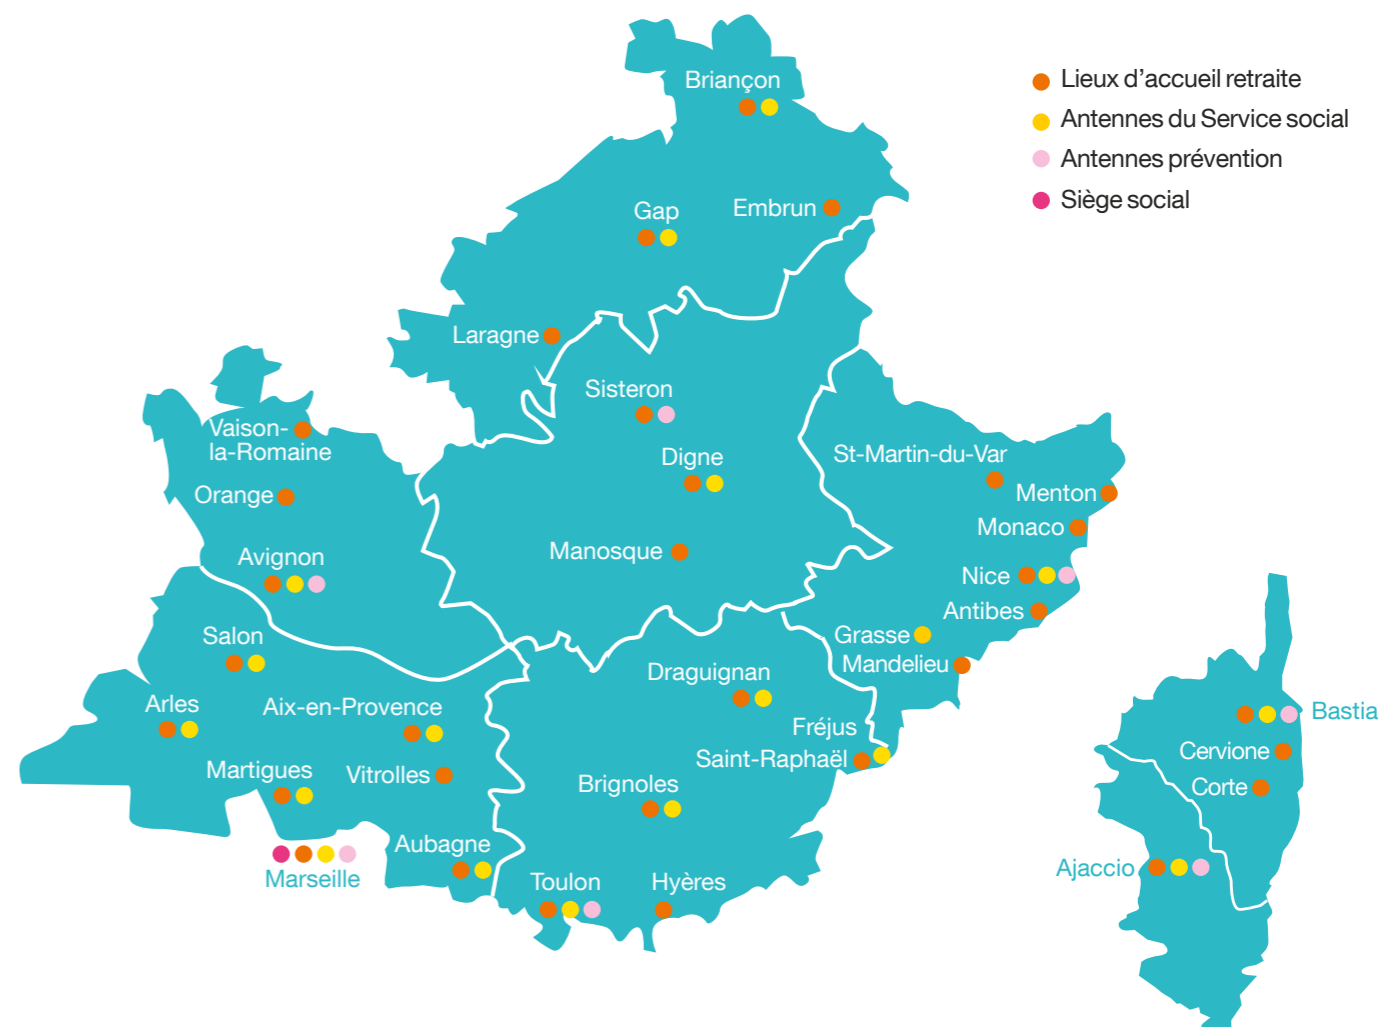 Briançon
Lieux d'accueil retraite
Antennes du Service social
Antennes prévention
Siège social
Gap
Embrun
Laragne
Sisteron
Vaison-
la-Romaine
Digne
St-Martin-du-Var
Orange
Menton
Monaco
Manosque
Avignon
Nice
Antibes
Salon
Grasse
Mandelieu
Draguignan
Arles
Aix-en-Provence
Fréjus
Saint-Raphaël
Bastia
Cervione
Corte
Martigues
Vitrolles
Brignoles
Aubagne
Marseille
Toulon
Hyères
Ajaccio